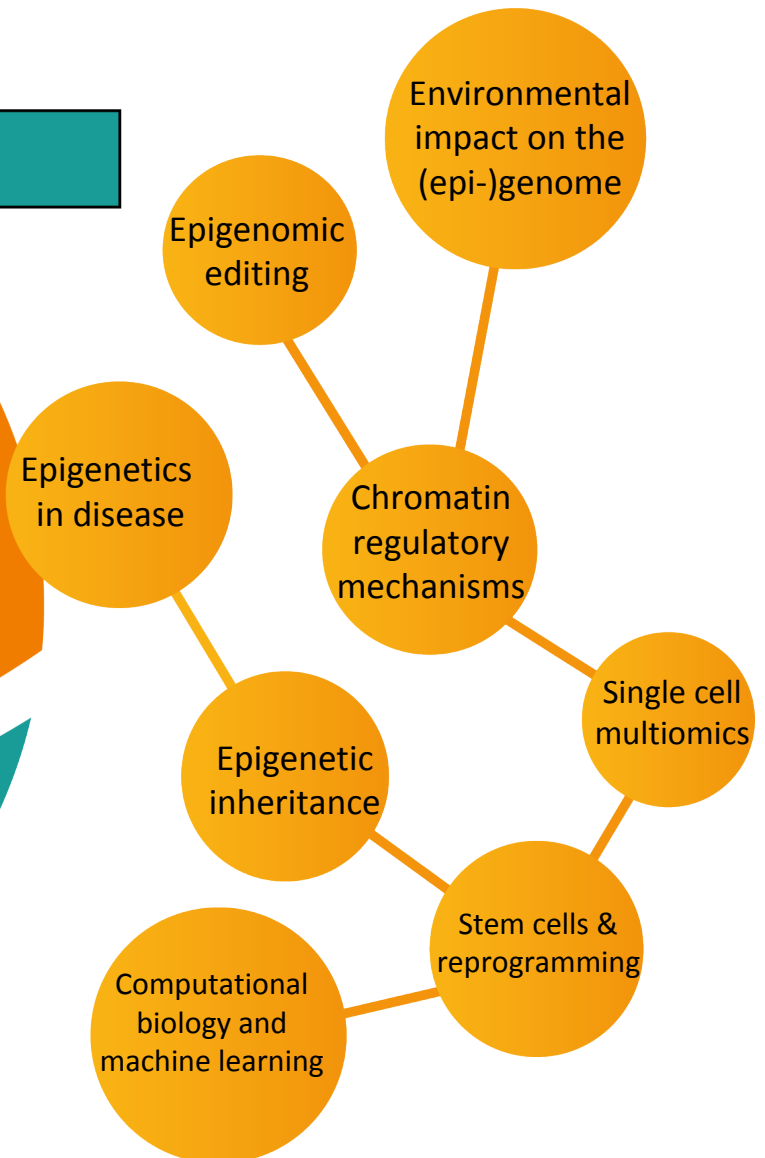 Environmental
impact on the
(epi-)genome
Epigenomic
editing
Epigenetics
in disease
Chromatin
regulatory
mechanisms
Single cell
multiomics
Epigenetic
inheritance
Stem cells &
reprogramming
Computational
biology and
machine learning